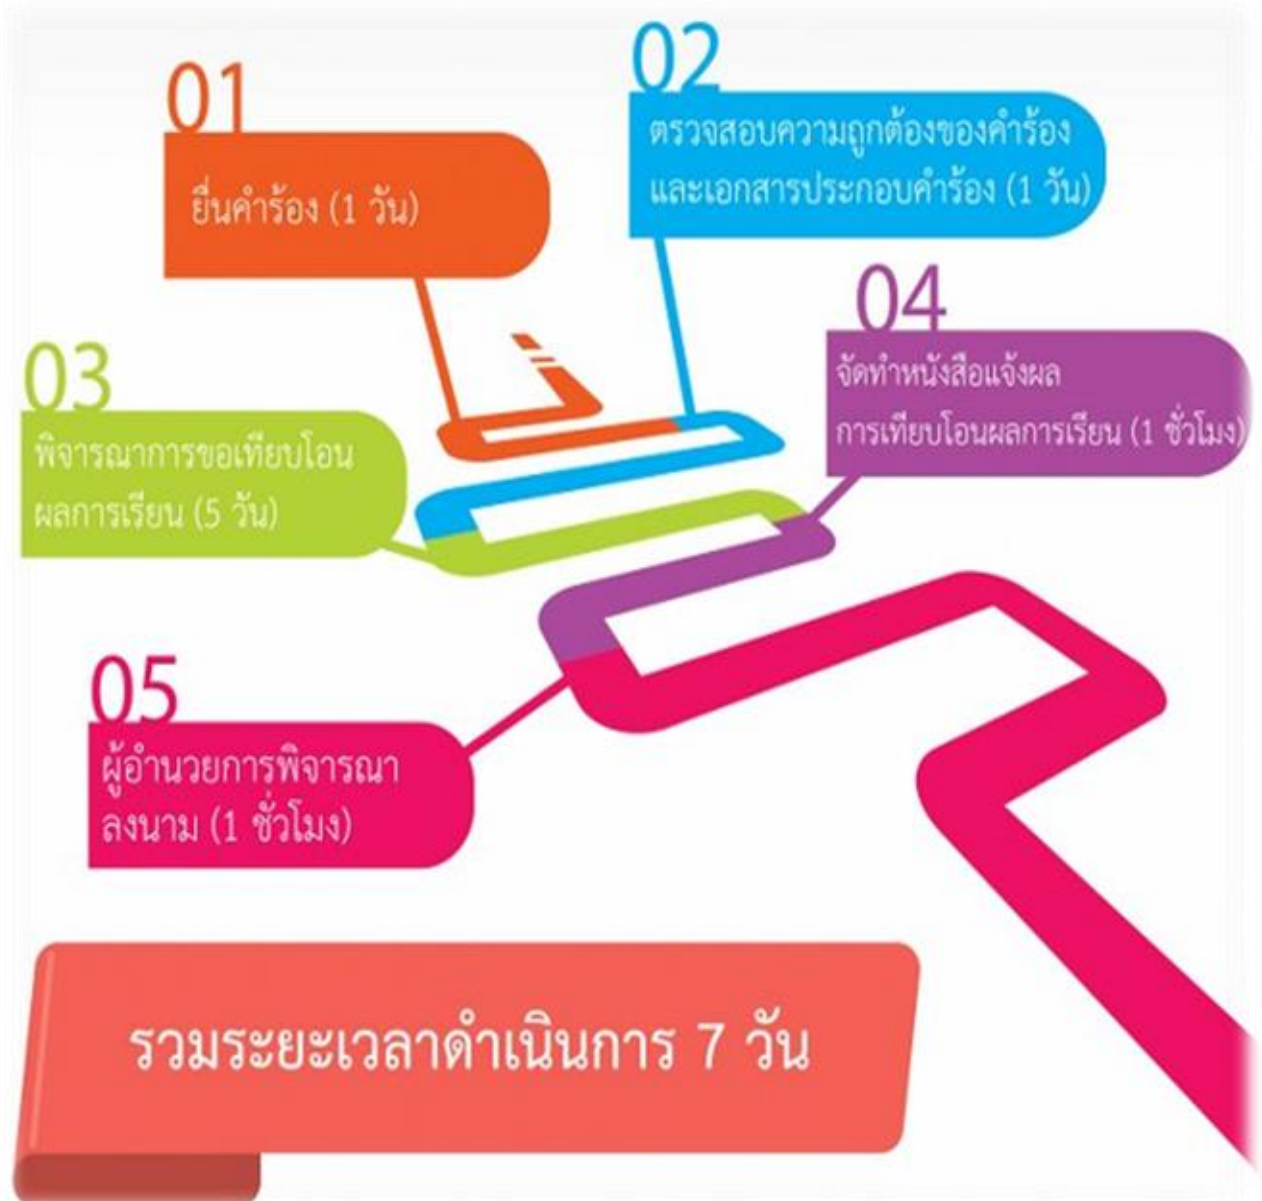 01
ยื่นคำร้อง (1 วัน)
02
ตรวจสอบความถูกต้องของคำร้อง
และเอกสารประกอบคำร้อง (1 วัน)
03
พิจารณาการขอเทียบโอน
ผลการเรียน (5 วัน)
04
จัดทำหนังสือแจ้งผล
การเทียบโอนผลการเรียน (1 ชั่วโมง)
05
ผู้อำนวยการพิจารณา
ลงนาม (1 ชั่วโมง)
รวมระยะเวลาดำเนินการ 7 วัน